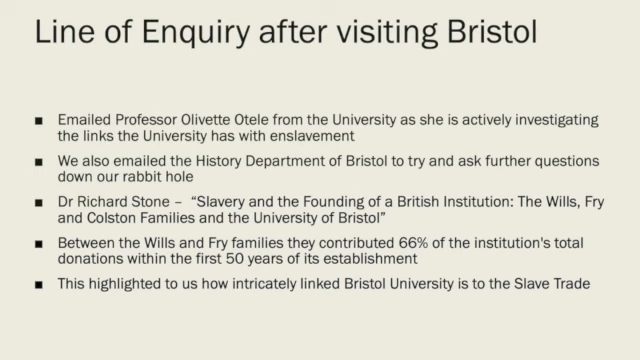 Line of Enquiry after visiting Bristol
■ Emailed Professor Olivette Otele from the University as she is actively investigating
the links the University has with enslavement
■ We also emailed the History Department of Bristol to try and ask further questions
down our rabbit hole
■ Dr Richard Stone – “Slavery and the Founding of a British Institution: The Wills, Fry
and Colston Families and the University of Bristol”
■ Between the Wills and Fry families they contributed 66% of the institution's total
donations within the first 50 years of its establishment
■ This highlighted to us how intricately linked Bristol University is to the Slave Trade